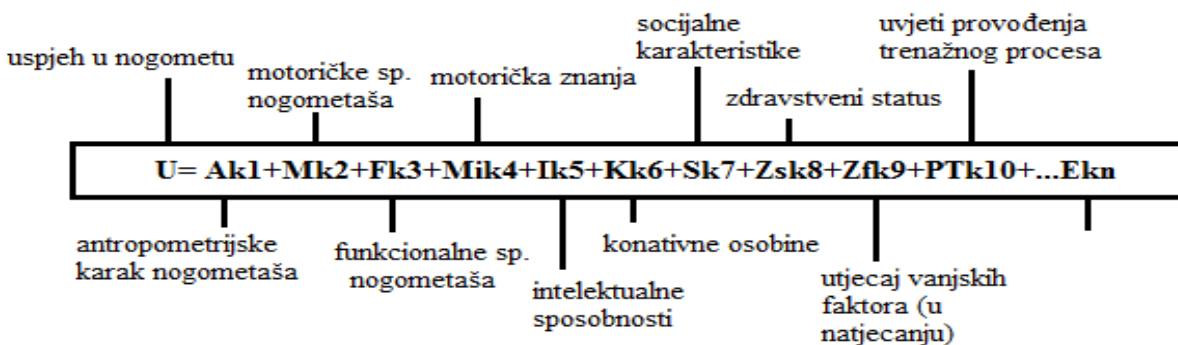 uspjeh u nogometu
motoričke sp.
nogometaša
motorička znanja
socijalne
karakteristike
zdravstveni status
uvjeti provođenja
trenažnog procesa
U= Ak1+Mk2+Fk3+Mik4+Ik5+Kk6+Sk7+Zsk8+Zfk9+PTk10+...Ekn
antropometrijske
karak nogometaša
funkcionalne sp.
nogometaša
intelektualne
sposobnosti
konativne osobine
utjecaj vanjskih
faktora (u
natjecanju)